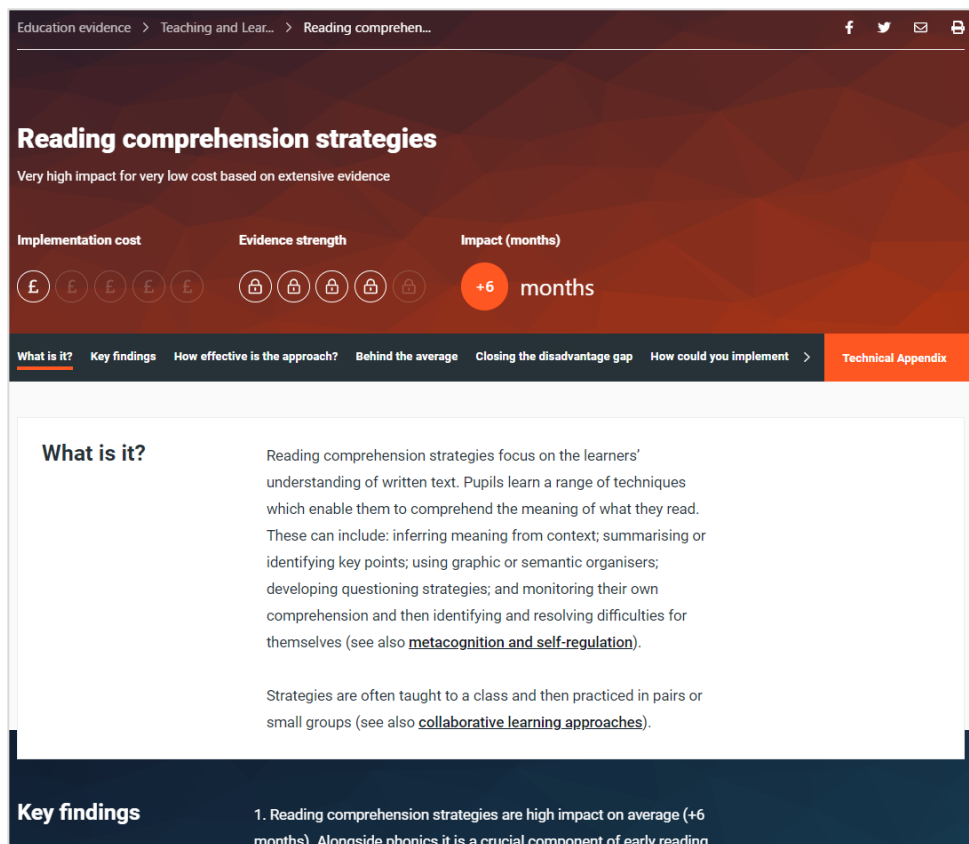 Education evidence > Teaching and Lear... > Reading comprehen...
Reading comprehension strategies
Very high impact for very low cost based on extensive evidence
Implementation cost
Evidence strength
Impact (months)
£ £ £ £ £
+6 months
What is it? Key findings How effective is the approach? Behind the average Closing the disadvantage gap How could you implement > Technical Appendix
What is it?
Reading comprehension strategies focus on the learners’
understanding of written text. Pupils learn a range of techniques
which enable them to comprehend the meaning of what they read.
These can include: inferring meaning from context; summarising or
identifying key points; using graphic or semantic organisers;
developing questioning strategies; and monitoring their own
comprehension and then identifying and resolving difficulties for
themselves (see also metacognition and self-regulation).
Strategies are often taught to a class and then practiced in pairs or
small groups (see also collaborative learning approaches).
Key findings
1. Reading comprehension strategies are high impact on average (+6
months). Alongside phonics it is a crucial component of early reading